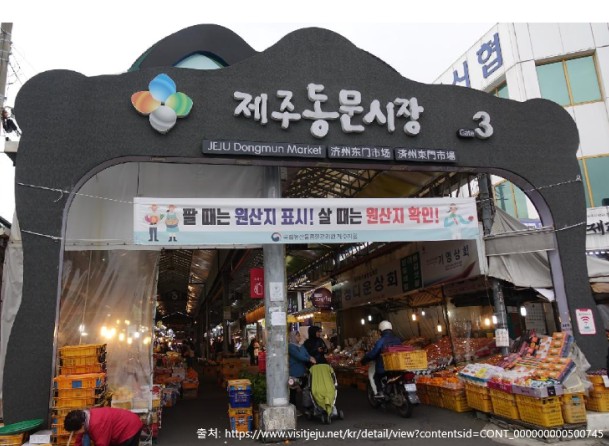 신협
제주동문시장
Gate 3
JEJU Dongmun Market 济州东门市场 済州東門市場
팔 때는 원산지 표시! 살 때는 원산지 확인!
출처: https://www.visitjeju.net/kr/detail/view?contentsid=CONT_000000000500745